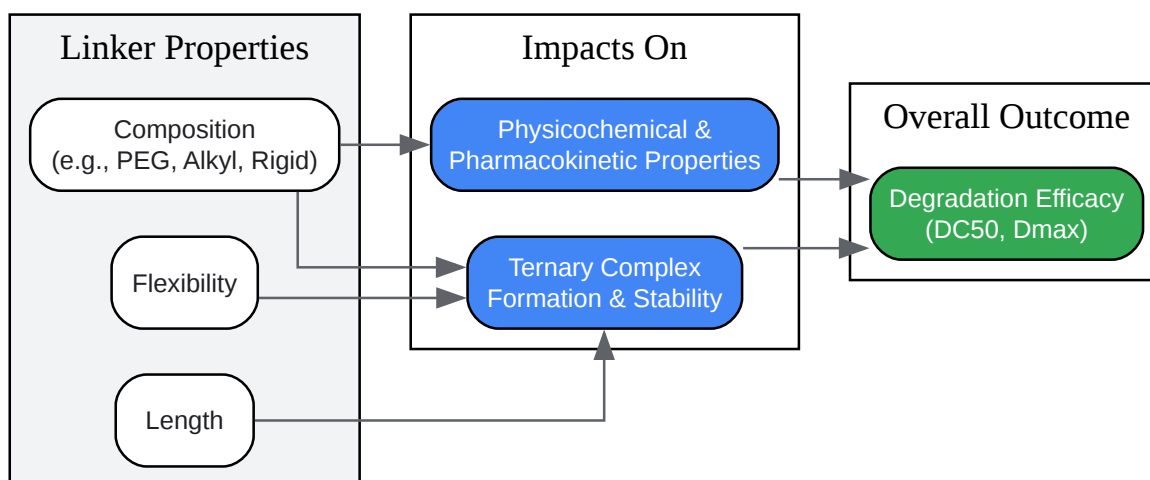 Linker Properties
Composition
(e.g., PEG, Alkyl, Rigid)
Flexibility
Length
Impacts On
Physicochemical &
Pharmacokinetic Properties
Ternary Complex
Formation & Stability
Overall Outcome
Degradation Efficacy
(DC50, Dmax)